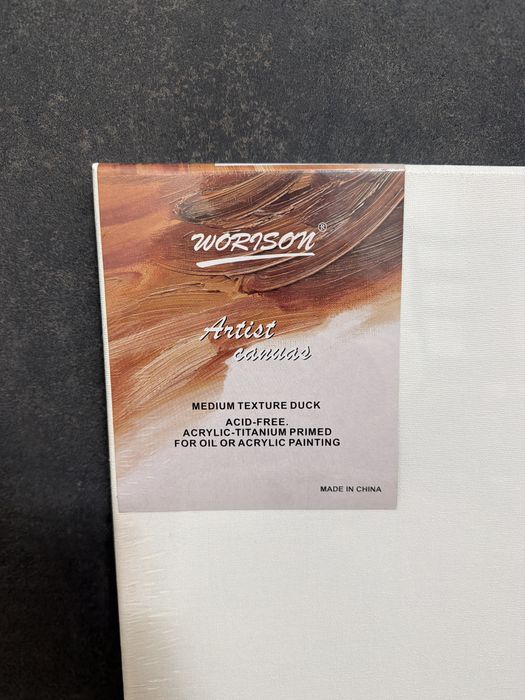 WORISON®
Artist
canvas
MEDIUM TEXTURE DUCK
ACID-FREE.
ACRYLIC-TITANIUM PRIMED
FOR OIL OR ACRYLIC PAINTING
MADE IN CHINA